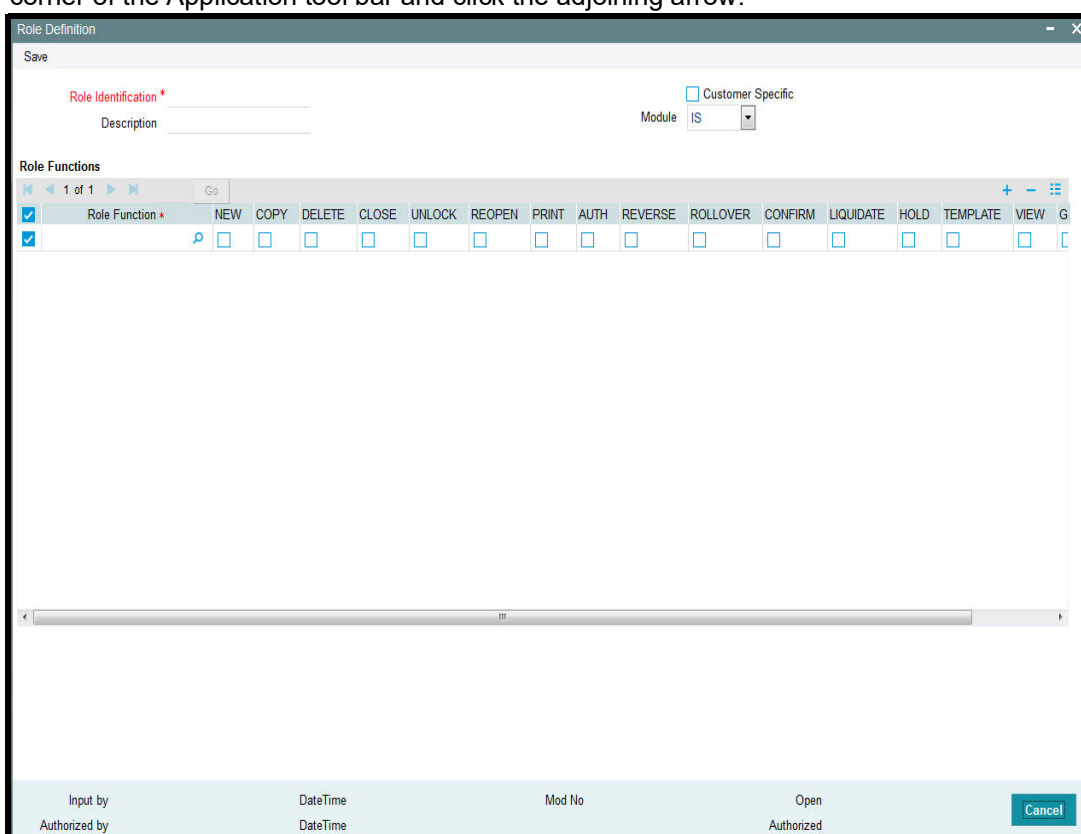 corner of the Application tool bar and click the adjoining arrow.
Role Definition
Save
Role Identification *
Customer Specific
Description
Module IS
Role Functions
1 of 1 Go
Role Function * NEW COPY DELETE CLOSE UNLOCK REOPEN PRINT AUTH REVERSE ROLLOVER CONFIRM LIQUIDATE HOLD TEMPLATE VIEW G
Input by DateTime Mod No Open
Cancel
Authorized by DateTime Authorized